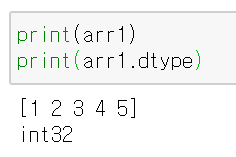 print(arr1)
print(arr1.dtype)
[1 2 3 4 5]
int32